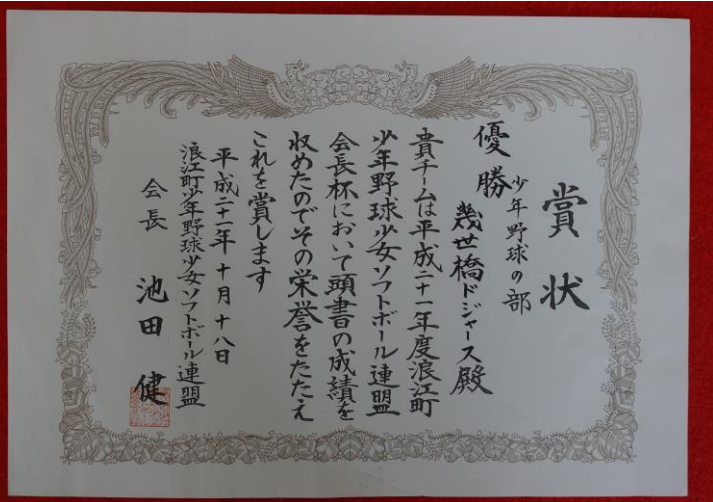 賞状
少年野球の部
優勝
幾世橋ドジャース殿
貴チームは平成二十一年度浪江町
少年野球少女ソフトボール連盟
会長杯において頭書の成績を
収めたのでその栄誉をたたえ
これを賞します
平成二十一年十月十八日
浪江町少年野球少女ソフトボール連盟
会長 池田健